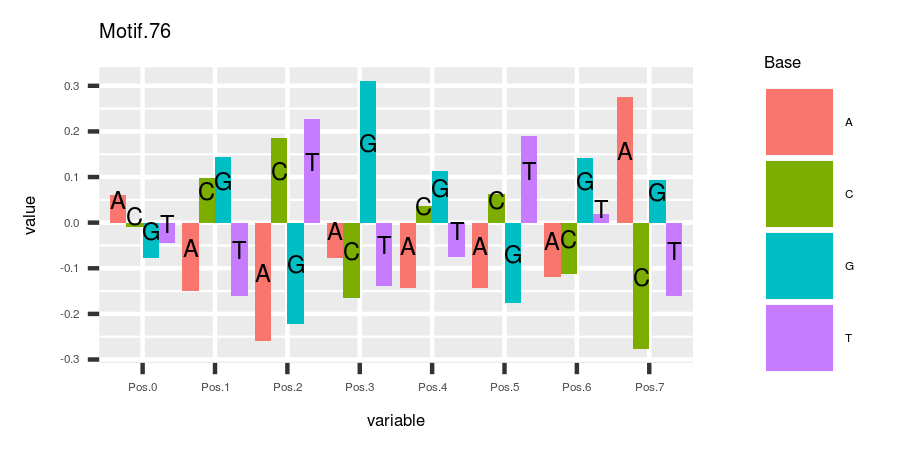 Motif.76
Base
0.3
0.2
0.1
0.0
-0.1
-0.2
-0.3
value
A C G T
A C G T
A C G T
A C G T
A C G T
A C G T
A C G T
A C G T
Pos.0 Pos.1 Pos.2 Pos.3 Pos.4 Pos.5 Pos.6 Pos.7
variable
A
C
G
T